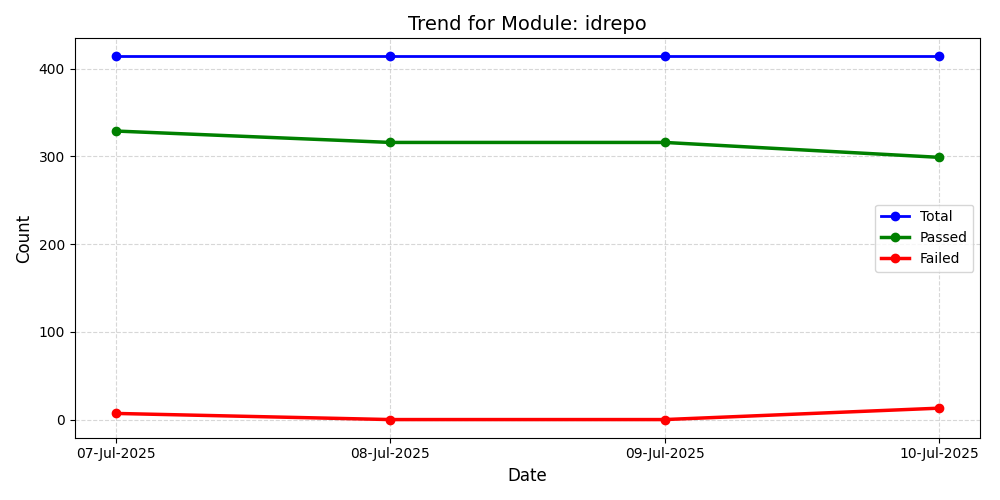 Trend for Module: idrepo
Count
400
300
200
100
0
Total
Passed
Failed
07-Jul-2025 08-Jul-2025 09-Jul-2025 10-Jul-2025
Date